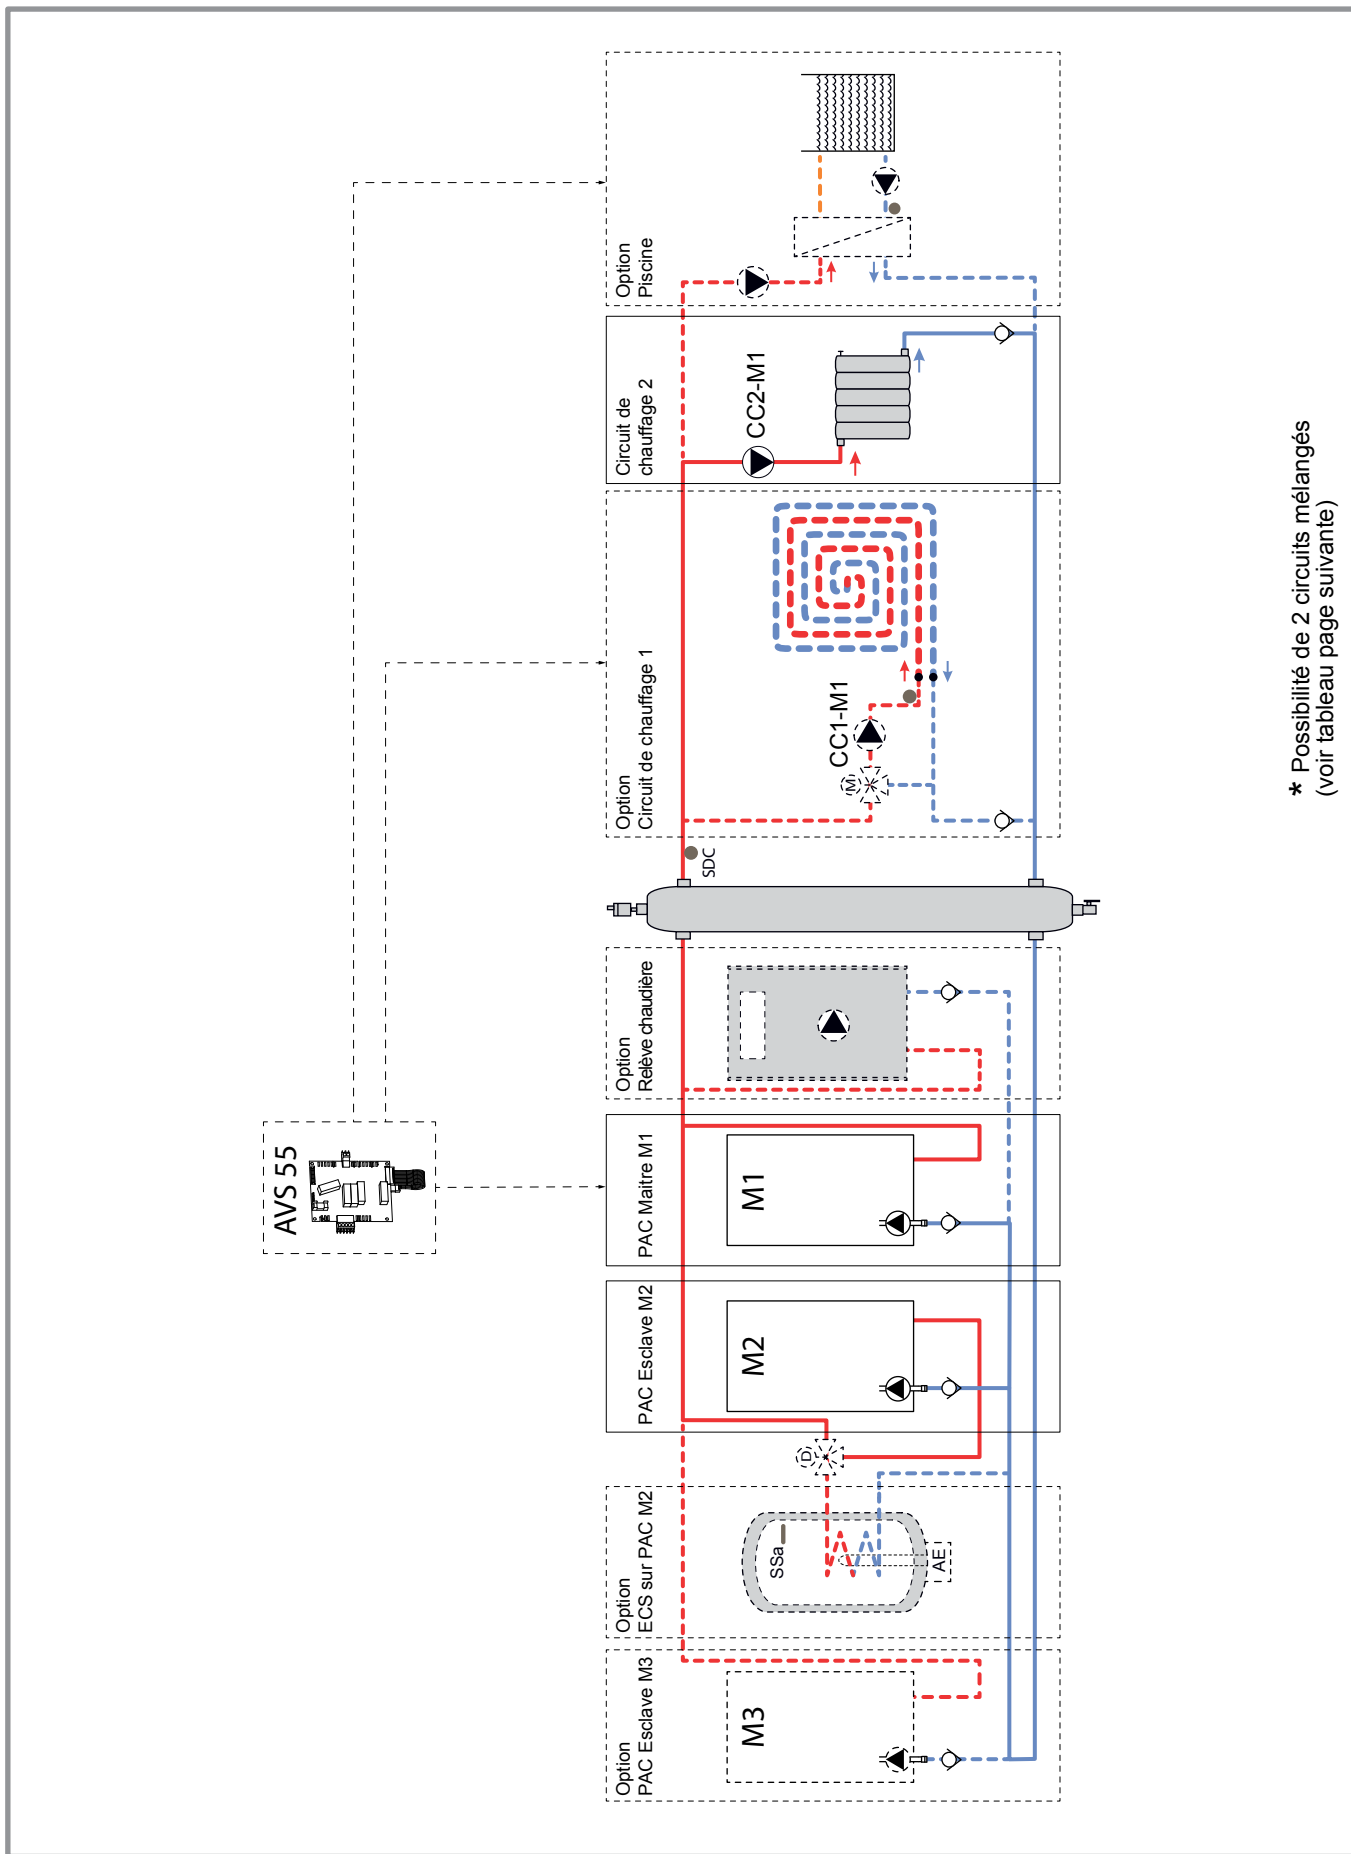 AVS 55
Option
PAC Esclave M3
M3
Option
ECS sur PAC M2
SSa
AE
D
PAC Esclave M2
M2
PAC Maitre M1
M1
Option
Relève chaudière
SDC
Option
Circuit de chauffage 1
M
CC1-M1
Circuit de
chauffage 2
CC2-M1
Option
Piscine
* Possibilité de 2 circuits mélangés
(voir tableau page suivante)